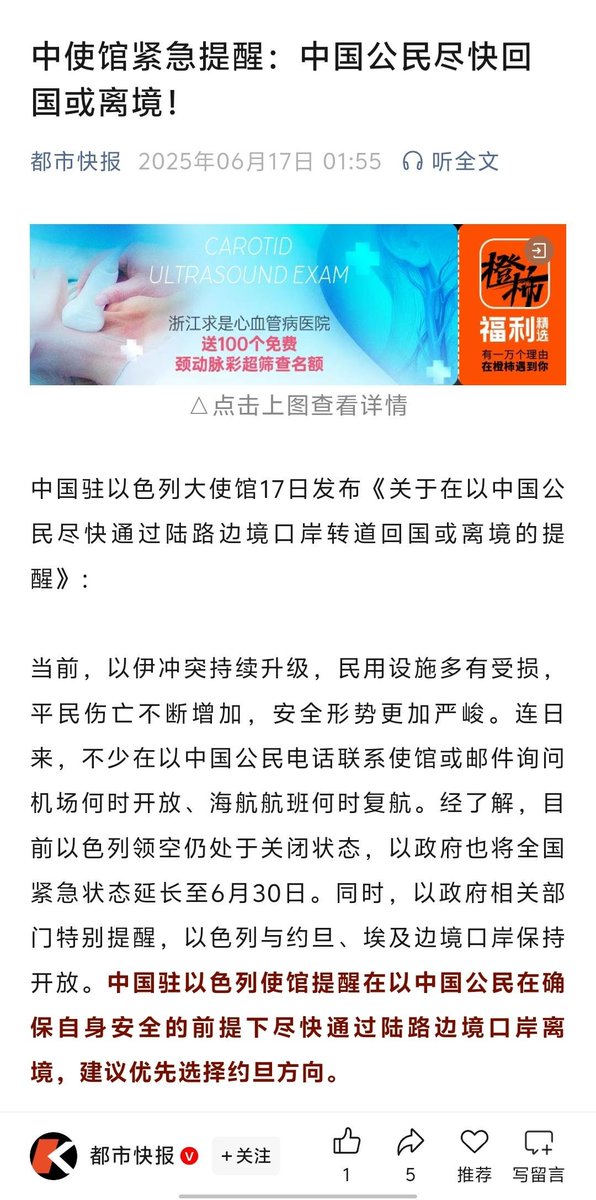 中使馆紧急提醒：中国公民尽快回
国或离境！
都市快报 2025年06月17日 01:55 听全文
CAROTID
ULTRASOUND EXAM
浙江求是心血管病医院
送100个免费
颈动脉彩超筛查名额
橙柿
福利精选
有一万个理由
在橙柿遇到你
△点击上图查看详情
中国驻以色列大使馆17日发布《关于在以中国公
民尽快通过陆路边境口岸转道回国或离境的提
醒》：
当前，以伊冲突持续升级，民用设施多有受损，
平民伤亡不断增加，安全形势更加严峻。连日
来，不少在以中国公民电话联系使馆或邮件询问
机场何时开放、海航航班何时复航。经了解，目
前以色列领空仍处于关闭状态，以政府也将全国
紧急状态延长至6月30日。同时，以政府相关部
门特别提醒，以色列与约旦、埃及边境口岸保持
开放。中国驻以色列使馆提醒在以中国公民在确
保自身安全的前提下尽快通过陆路边境口岸离
境，建议优先选择约旦方向。
都市快报 V +关注 1 5 推荐 写留言